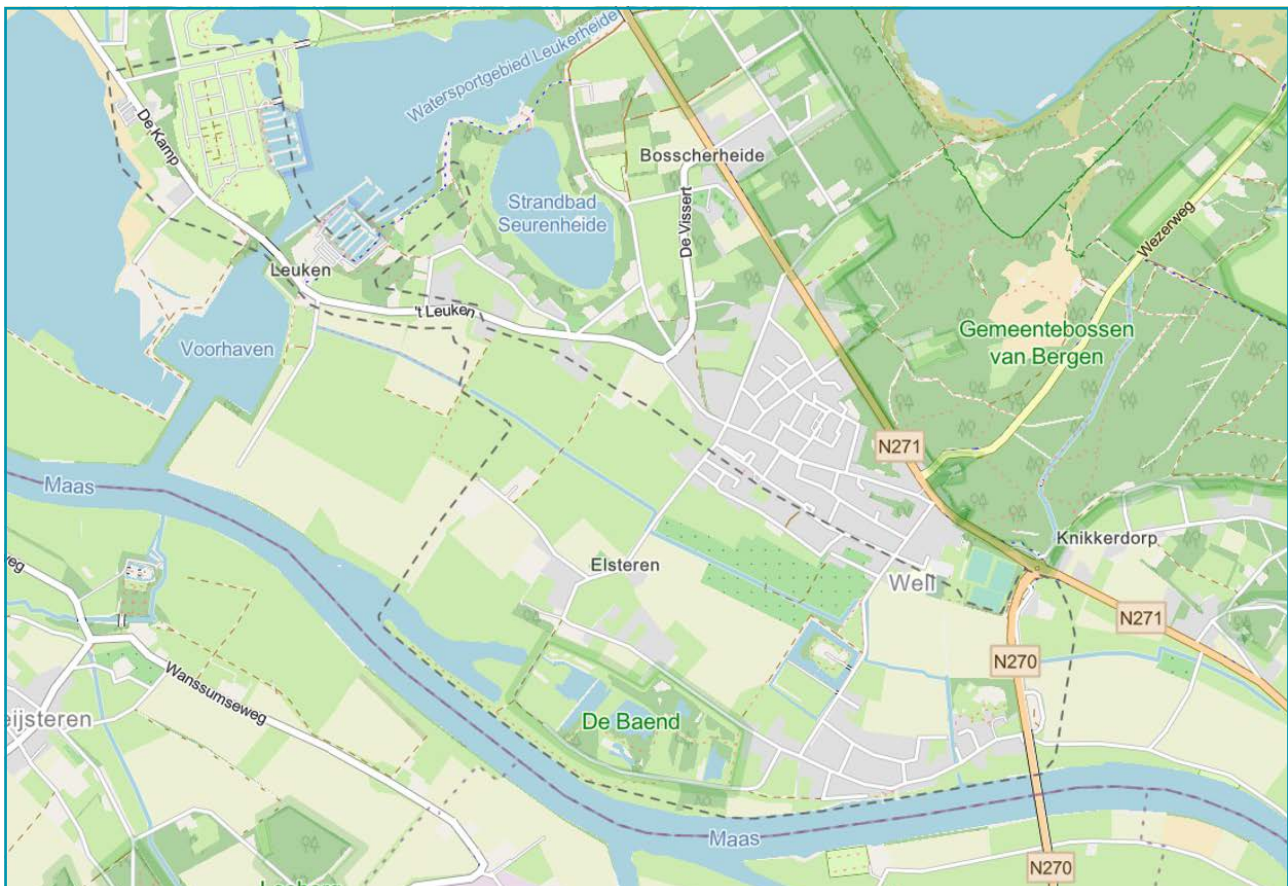 Watersportgebied Leukerheide
De Kamp
Bosscherheide
Strandbad
Seurenheide
De Vissert
Wezerweg
Leuken
't Leuken
Gemeentebossen
van Bergen
Voorhaven
N271
Maas
Knikkerdorp
Elsteren
Well
N271
N270
Wanssumseweg
eijsteren
De Baend
Maas
N270